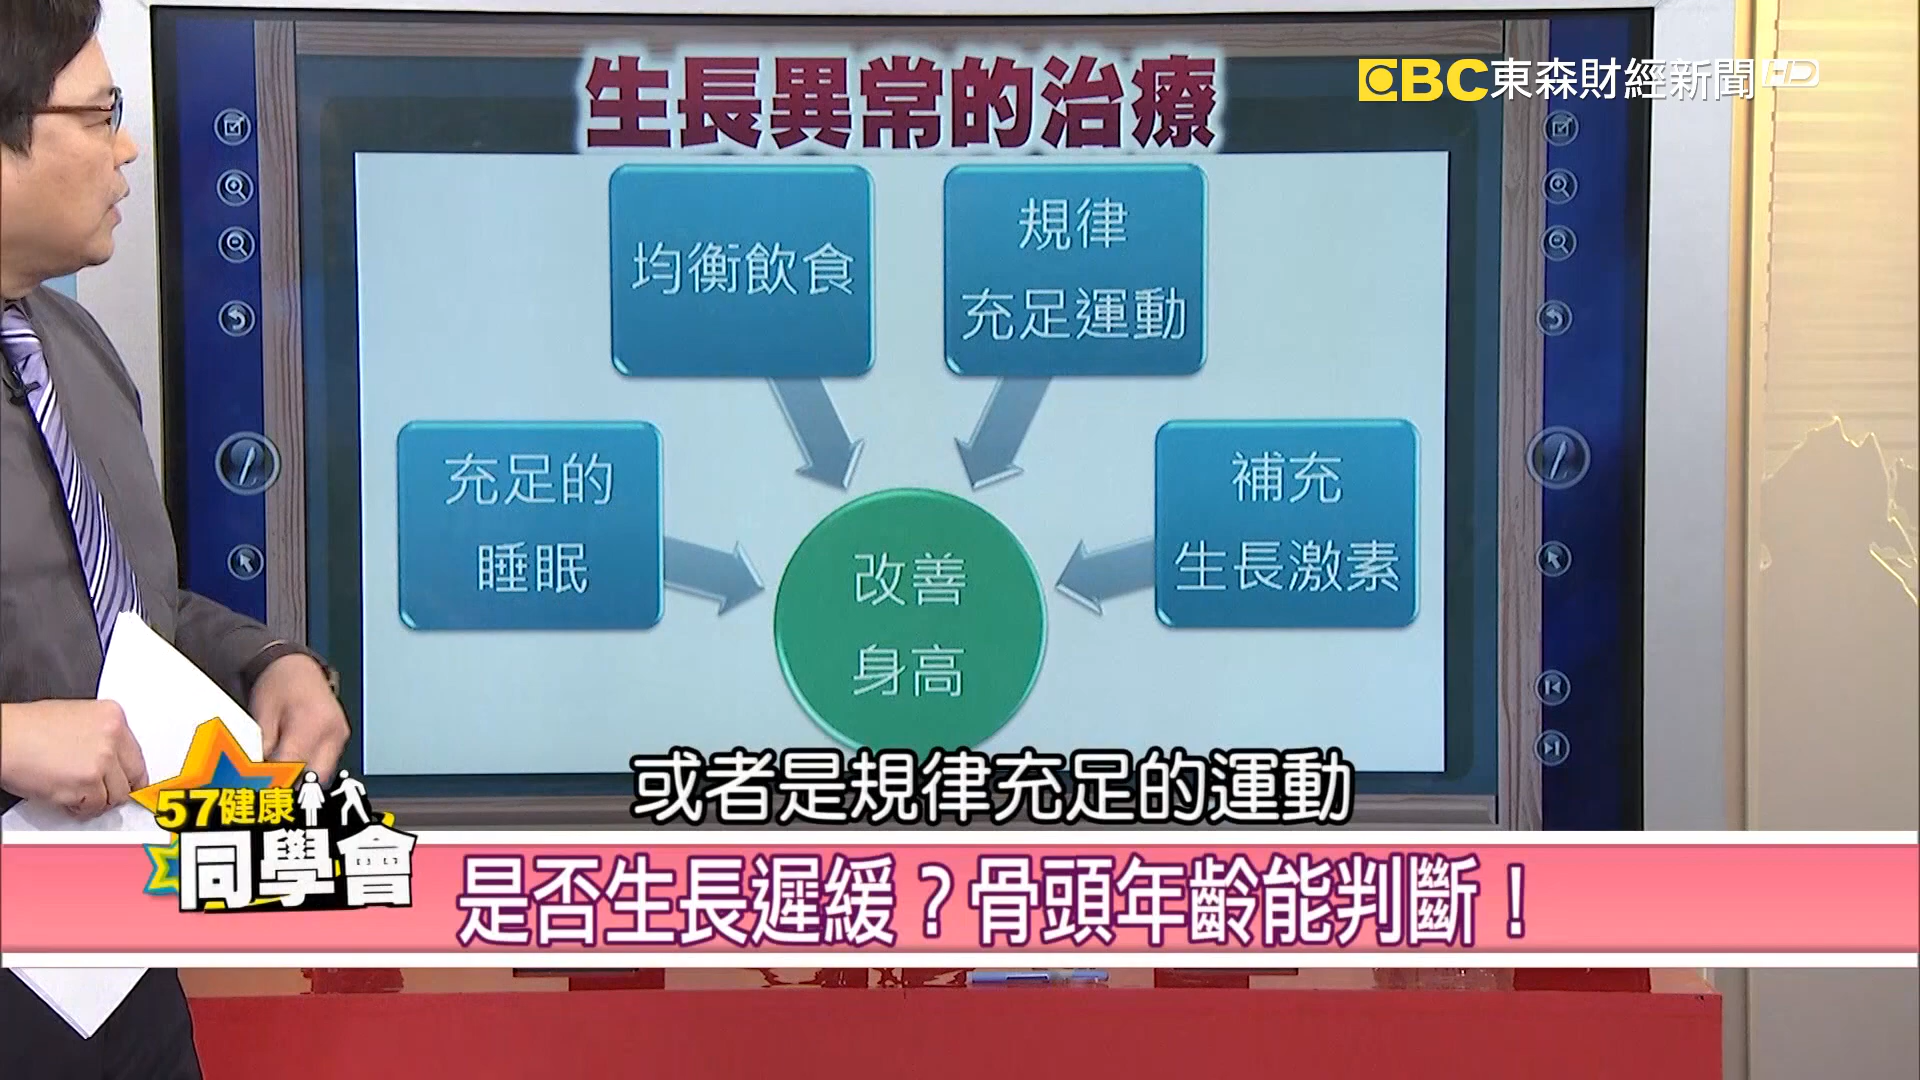 生長異常的治療
EBC東森財經新聞HD
均衡飲食
規律
充足運動
充足的
睡眠
補充
生長激素
改善
身高
或者是規律充足的運動
57健康
同學會
是否生長遲緩？骨頭年齡能判斷！